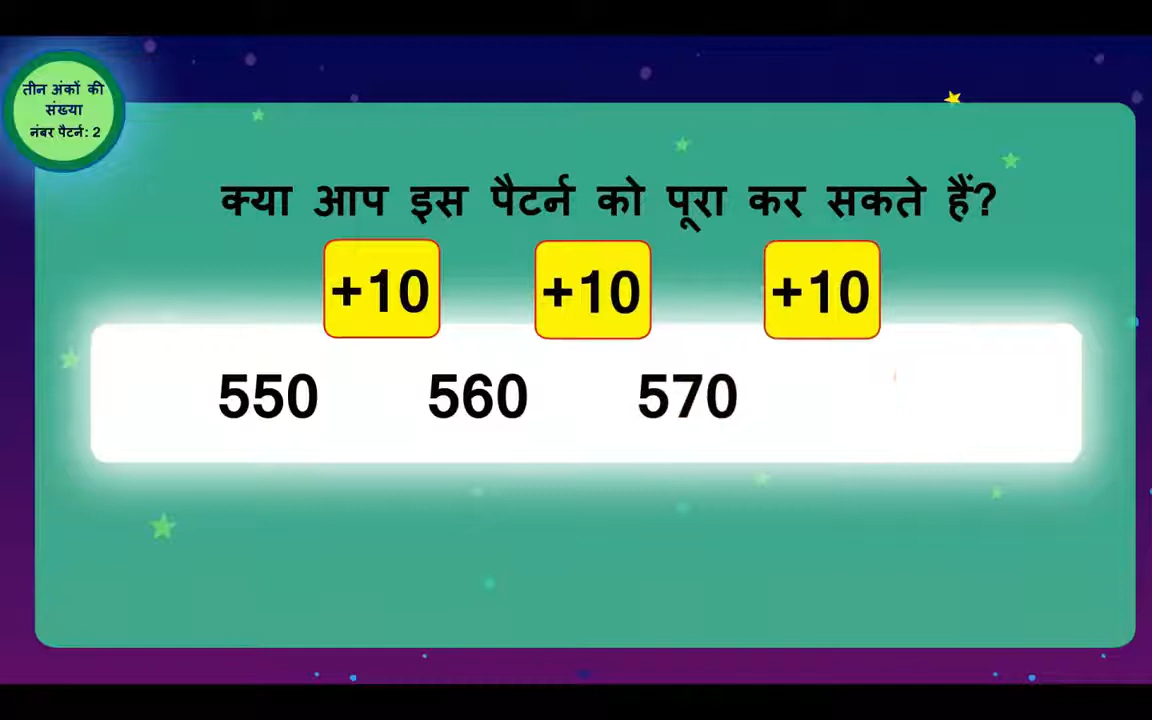 तीन अंकों की
संख्या
नंबर पैटर्न: 2
क्या आप इस पैटर्न को पूरा कर सकते हैं?
+10 +10 +10
550 560 570